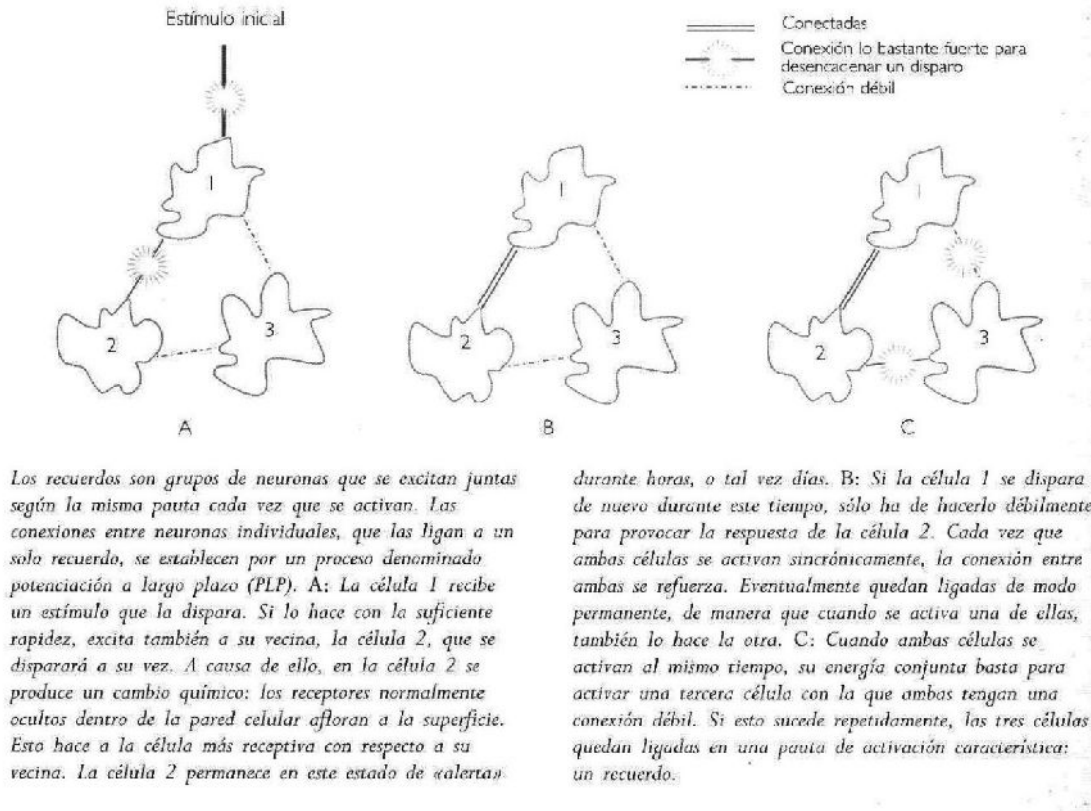 Estímulo inicial
Conectadas
Conexión lo bastante fuerte para
desencadenar un disparo
Conexión débil
1
2
3
A
1
2
3
B
1
2
3
C
Los recuerdos son grupos de neuronas que se excitan juntas
según la misma pauta cada vez que se activan. Las
conexiones entre neuronas individuales, que las ligan a un
solo recuerdo, se establecen por un proceso denominado
potenciación a largo plazo (PLP). A: La célula 1 recibe
un estímulo que la dispara. Si lo hace con la suficiente
rapidez, excita también a su vecina, la célula 2, que se
disparará a su vez. A causa de ello, en la célula 2 se
produce un cambio químico: los receptores normalmente
ocultos dentro de la pared celular afloran a la superficie.
Esto hace a la célula más receptiva con respecto a su
vecina. La célula 2 permanece en este estado de «alerta»
durante horas, o tal vez días. B: Si la célula 1 se dispara
de nuevo durante este tiempo, sólo ha de hacerlo débilmente
para provocar la respuesta de la célula 2. Cada vez que
ambas células se activan sincrónicamente, la conexión entre
ambas se refuerza. Eventualmente quedan ligadas de modo
permanente, de manera que cuando se activa una de ellas,
también lo hace la otra. C: Cuando ambas células se
activan al mismo tiempo, su energía conjunta basta para
activar una tercera célula con la que ambas tengan una
conexión débil. Si esto sucede repetidamente, las tres células
quedan ligadas en una pauta de activación característica:
un recuerdo.